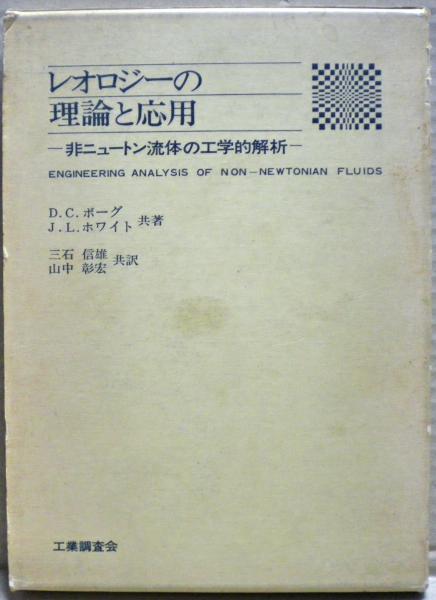 レオロジーの
理論と応用
—非ニュートン流体の工学的解析—
ENGINEERING ANALYSIS OF NON-NEWTONIAN FLUIDS
D.C.ボーグ
J.L.ホワイト 共著
三石 信雄
山中 彰宏 共訳
工業調査会